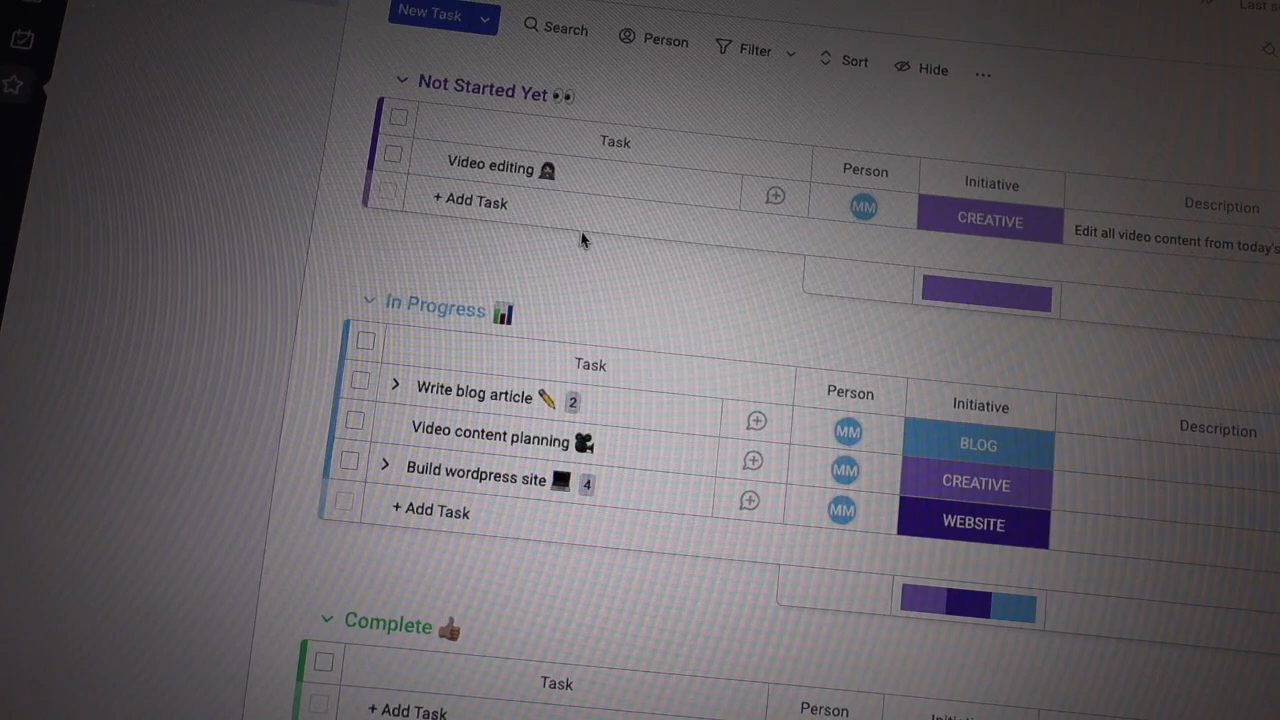 Last
New Task
Search
Person
Filter
Sort
Hide
Not Started Yet 👀
Task
Person
Initiative
Description
Video editing
MM
CREATIVE
Edit all video content from today's
+ Add Task
In Progress 📊
Task
Person
Initiative
Description
Write blog article ✏️ 2
MM
BLOG
Video content planning 🎥
MM
CREATIVE
Build wordpress site 💻 4
MM
WEBSITE
+ Add Task
Complete 👍🏽
Task
Person
+ Add Task